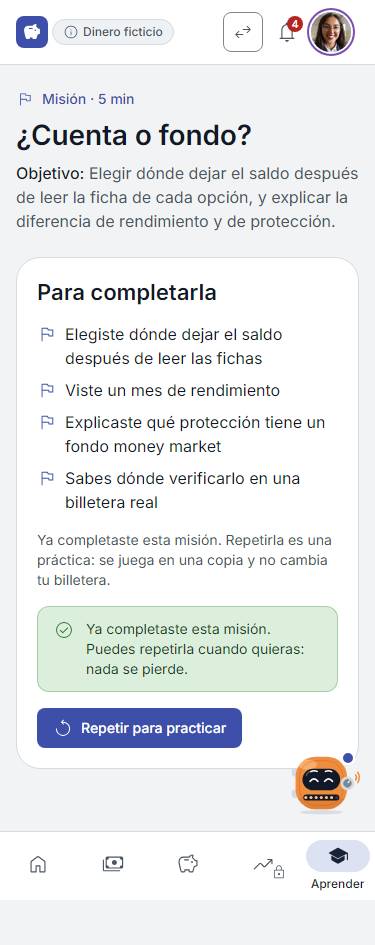 Dinero ficticio
4
Misión · 5 min
¿Cuenta o fondo?
Objetivo: Elegir dónde dejar el saldo después
de leer la ficha de cada opción, y explicar la
diferencia de rendimiento y de protección.
Para completarla
Elegiste dónde dejar el saldo
después de leer las fichas
Viste un mes de rendimiento
Explicaste qué protección tiene un
fondo money market
Sabes dónde verificarlo en una
billetera real
Ya completaste esta misión. Repetirla es una
práctica: se juega en una copia y no cambia
tu billetera.
Ya completaste esta misión.
Puedes repetirla cuando quieras:
nada se pierde.
Repetir para practicar
Aprender